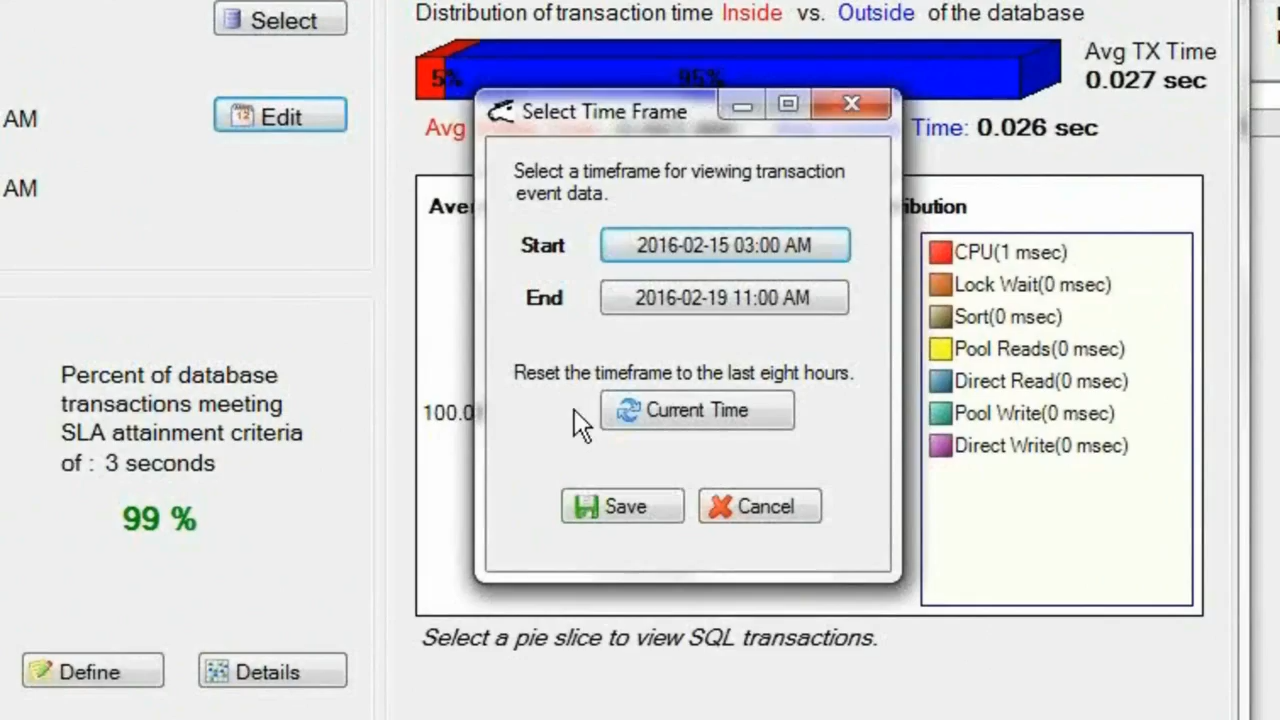 Select
Distribution of transaction time Inside vs. Outside of the database
5%
95%
Avg TX Time
0.027 sec
AM
Edit
Select Time Frame
Avg
Time: 0.026 sec
AM
Select a timeframe for viewing transaction
event data.
Start
2016-02-15 03:00 AM
End
2016-02-19 11:00 AM
Reset the timeframe to the last eight hours.
Current Time
Save
Cancel
CPU(1 msec)
Lock Wait(0 msec)
Sort(0 msec)
Pool Reads(0 msec)
Direct Read(0 msec)
Pool Write(0 msec)
Direct Write(0 msec)
100.0
Percent of database
transactions meeting
SLA attainment criteria
of : 3 seconds
99 %
Select a pie slice to view SQL transactions.
Define
Details